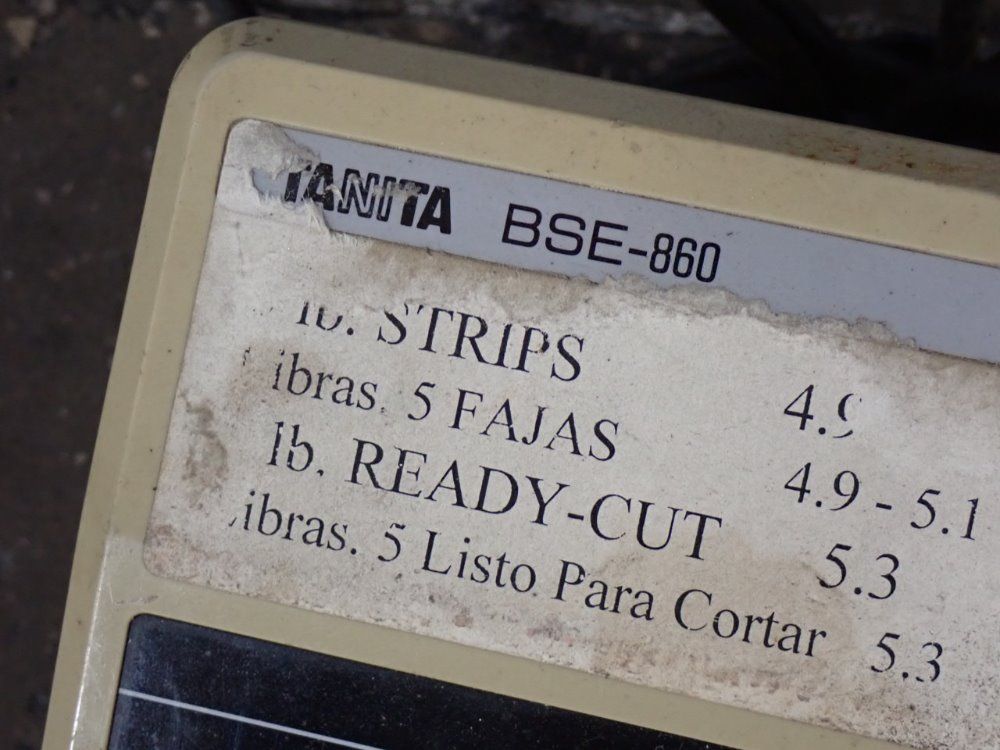 TANITA BSE-860
lb. STRIPS 4.9
ibras. 5 FAJAS 4.9 - 5.1
lb. READY-CUT 5.3
ibras. 5 Listo Para Cortar 5.3